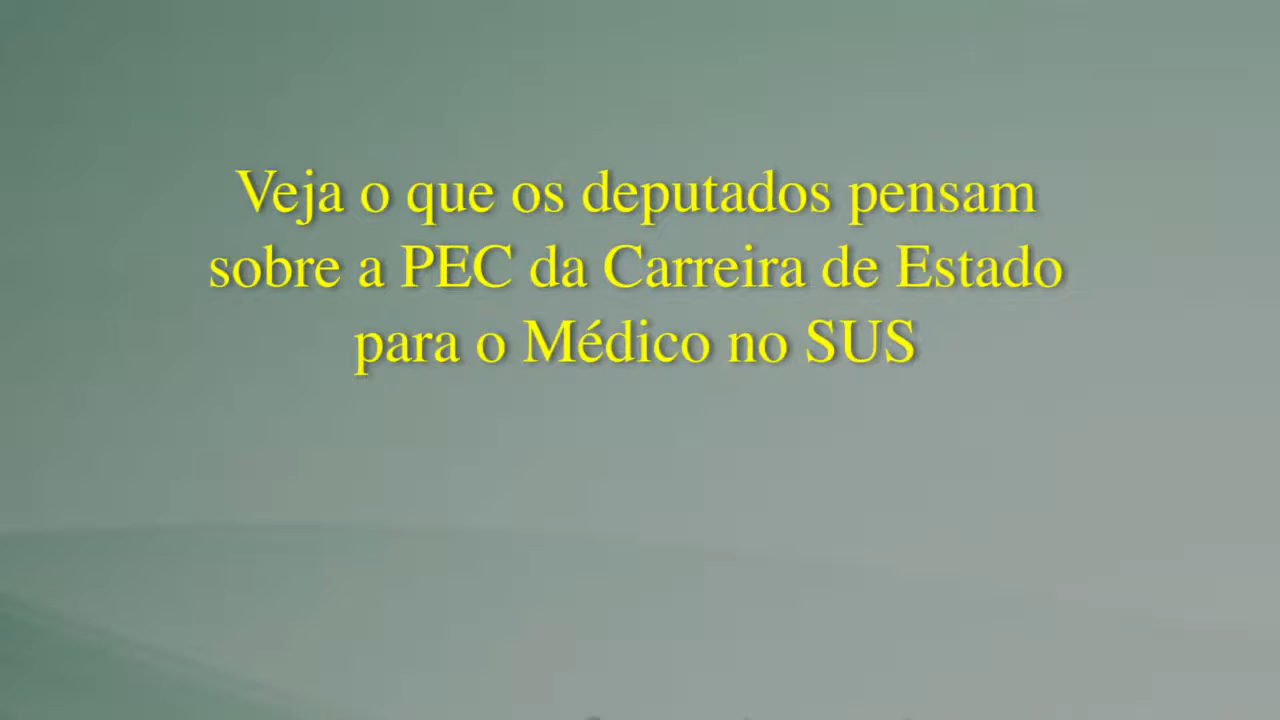 Veja o que os deputados pensam
sobre a PEC da Carreira de Estado
para o Médico no SUS